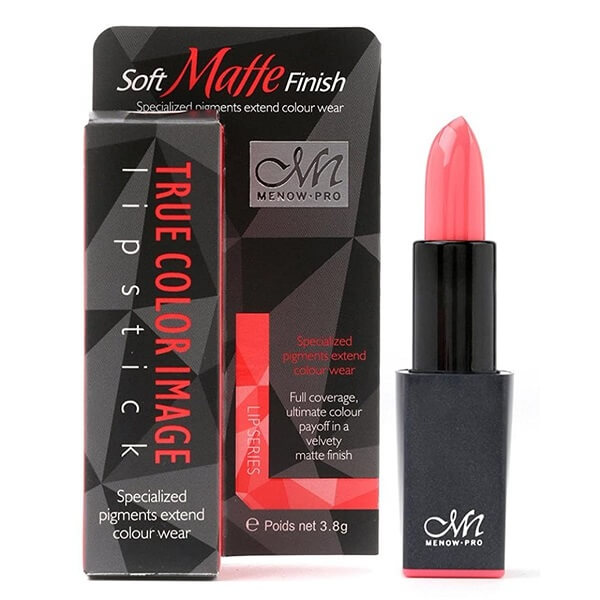 Soft Matte Finish
Specialized pigments extend colour wear
MN
MENOW·PRO
TRUE COLOR IMAGE
lipstick
Specialized
pigments extend
colour wear
LIP SERIES
Specialized
pigments extend
colour wear
Full coverage,
ultimate colour
payoff in a
velvety
matte finish
℮ Poids net 3.8g
MN
MENOW·PRO